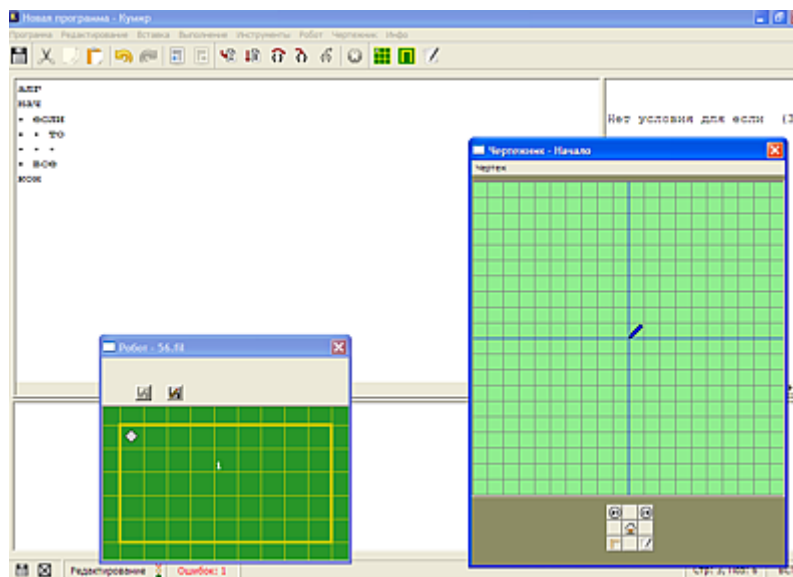 Новая программа - Кумир
Программа Редактирование Вставка Выполнение Инструменты Робот Чертежник Инфо
алг
нач
• если
• • то
• • •
• все
кон
Нет условия для если
Чертежник - Начало
Чертеж
Робот - 56.fil
1
Редактирование
Ошибок: 1